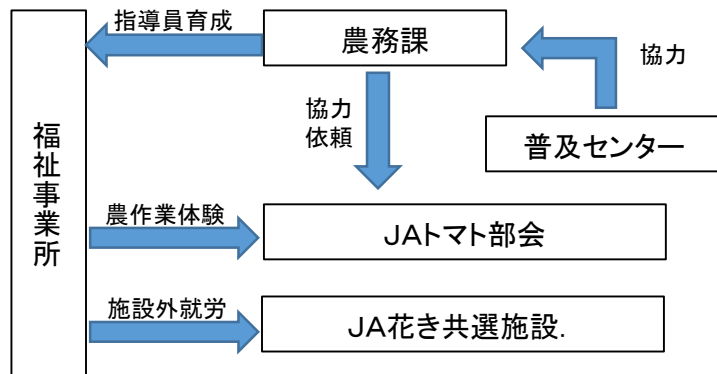 指導員育成
農務課
協力
協力
依頼
普及センター
福祉事業所
農作業体験
JAトマト部会
施設外就労
JA花き共選施設.